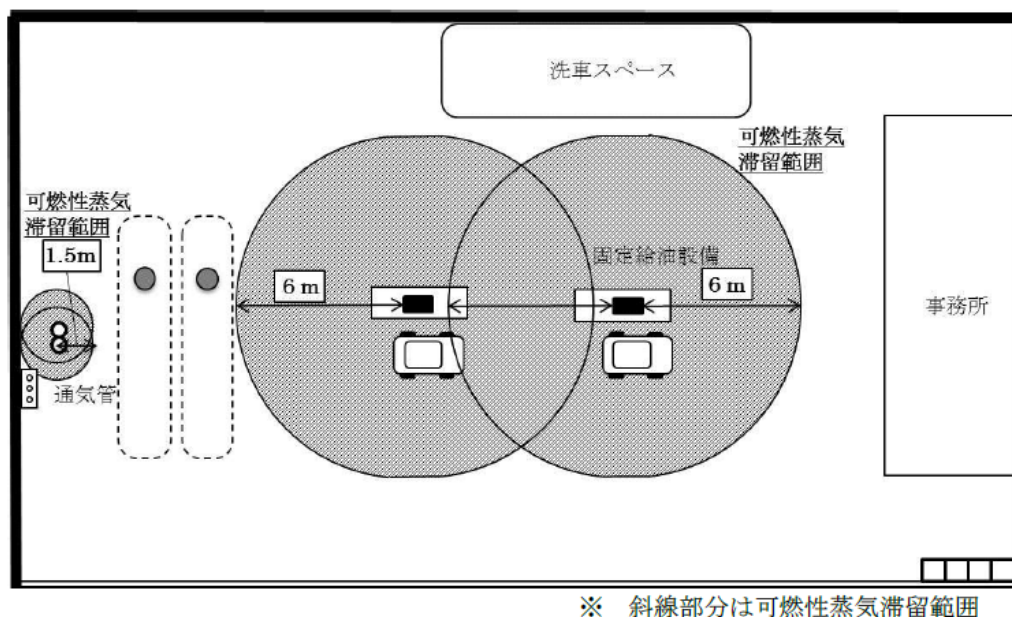 洗車スペース
可燃性蒸気
滞留範囲
可燃性蒸気
滞留範囲
1.5m
固定給油設備
6m
6m
事務所
通気管
※ 斜線部分は可燃性蒸気滞留範囲